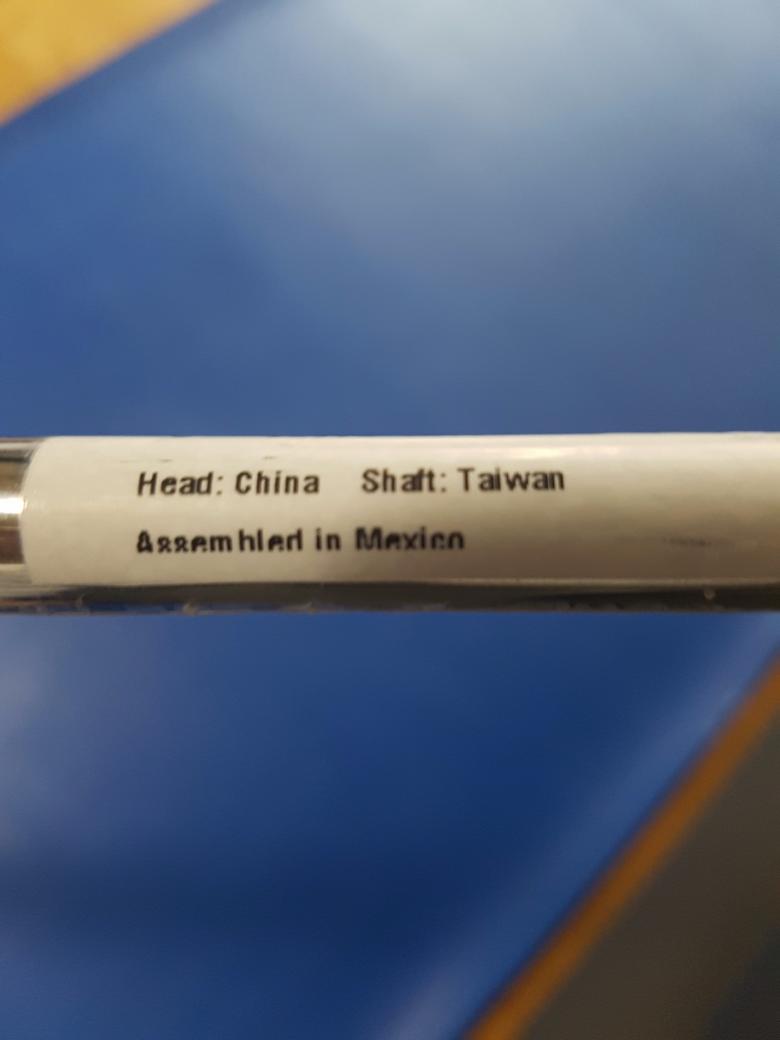 Head: China Shaft: Taiwan
Assembled in Mexico